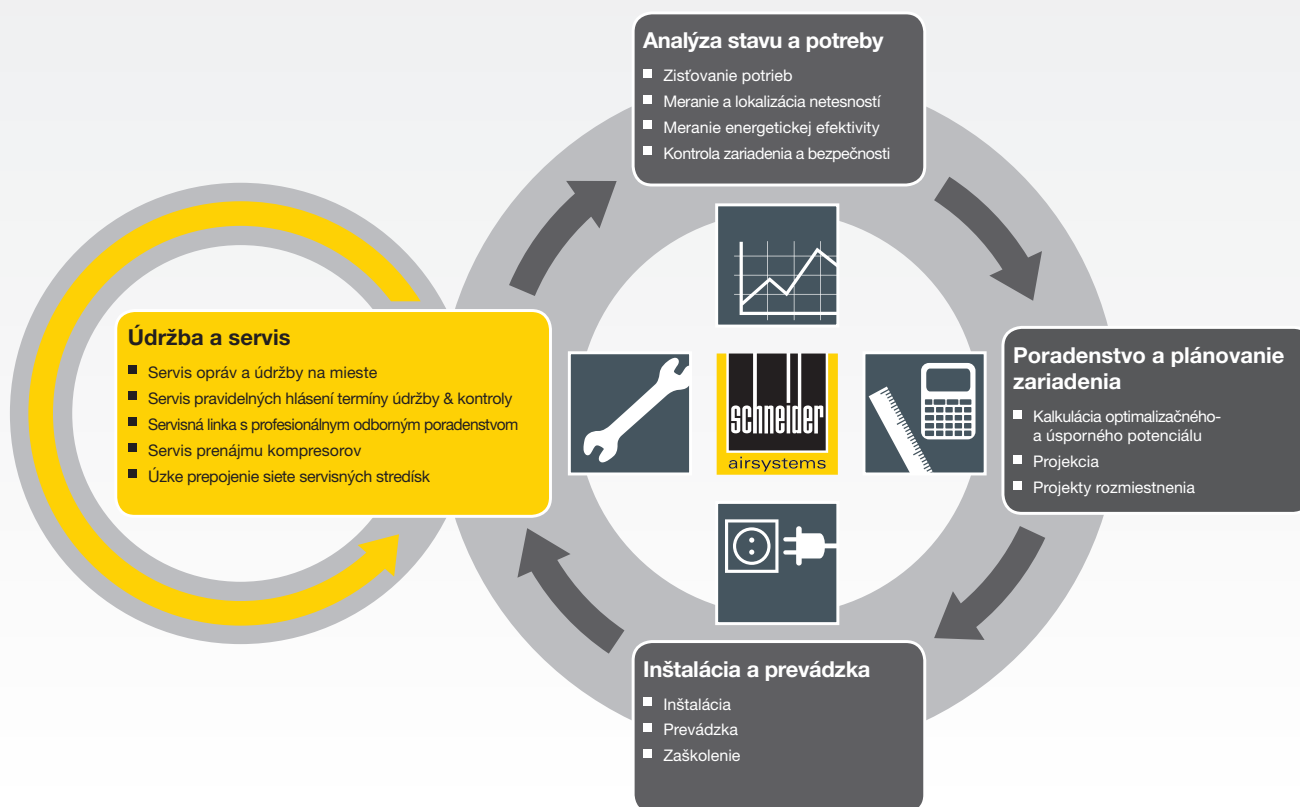 Analýza stavu a potreby
Zisťovanie potrieb
Meranie a lokalizácia netesností
Meranie energetickej efektivity
Kontrola zariadenia a bezpečnosti
Údržba a servis
Servis opráv a údržby na mieste
Servis pravidelných hlásení termíny údržby & kontroly
Servisná linka s profesionálnym odborným poradenstvom
Servis prenájmu kompresorov
Úzke prepojenie siete servisných stredísk
schneider
airsystems
Poradenstvo a plánovanie
zariadenia
Kalkulácia optimalizačného-
a úsporného potenciálu
Projekcia
Projekty rozmiestnenia
Inštalácia a prevádzka
Inštalácia
Prevádzka
Zaškolenie